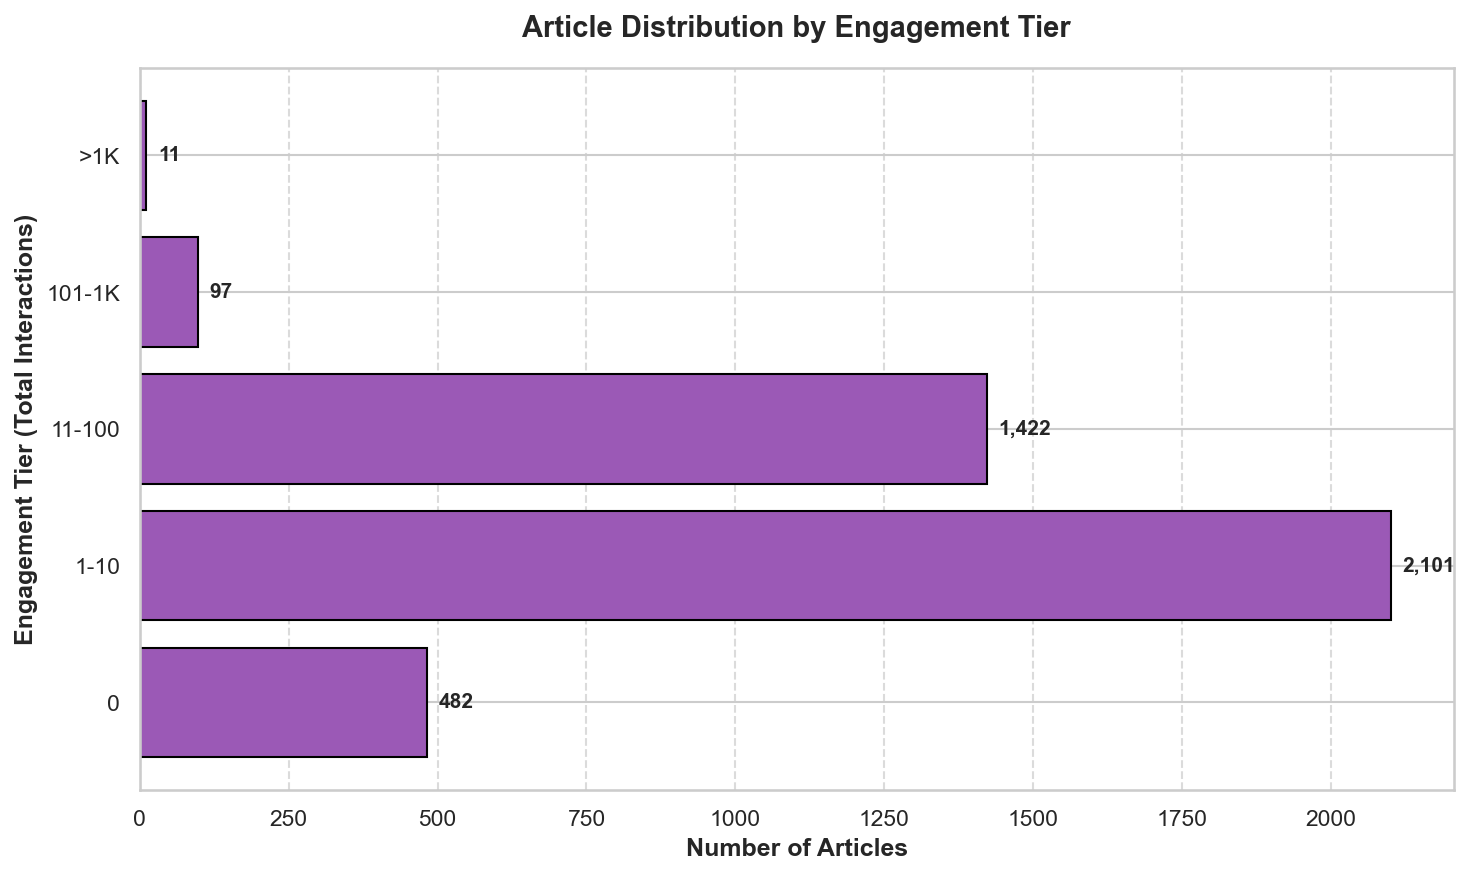 Article Distribution by Engagement Tier
Engagement Tier (Total Interactions)
>1K
11
101-1K
97
11-100
1,422
1-10
2,101
0
482
0 250 500 750 1000 1250 1500 1750 2000
Number of Articles